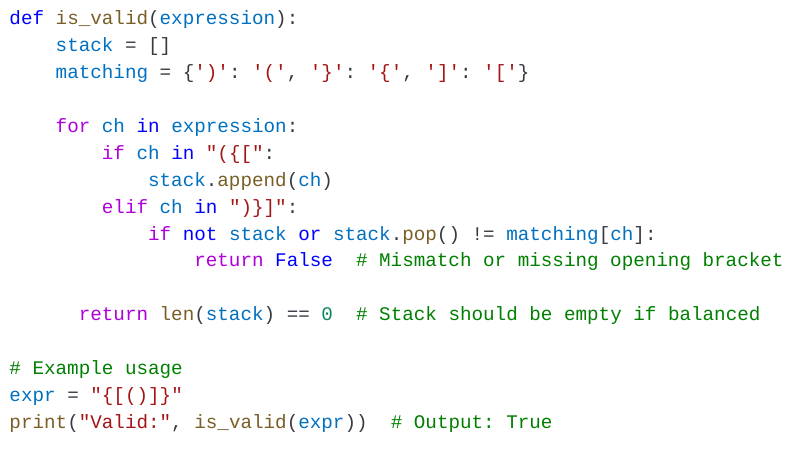 def is_valid(expression):
    stack = []
    matching = {')': '(', '}': '{', ']': '['}

    for ch in expression:
        if ch in "({[":
            stack.append(ch)
        elif ch in ")}]":
            if not stack or stack.pop() != matching[ch]:
                return False  # Mismatch or missing opening bracket

      return len(stack) == 0  # Stack should be empty if balanced

# Example usage
expr = "{[()]}"
print("Valid:", is_valid(expr))  # Output: True